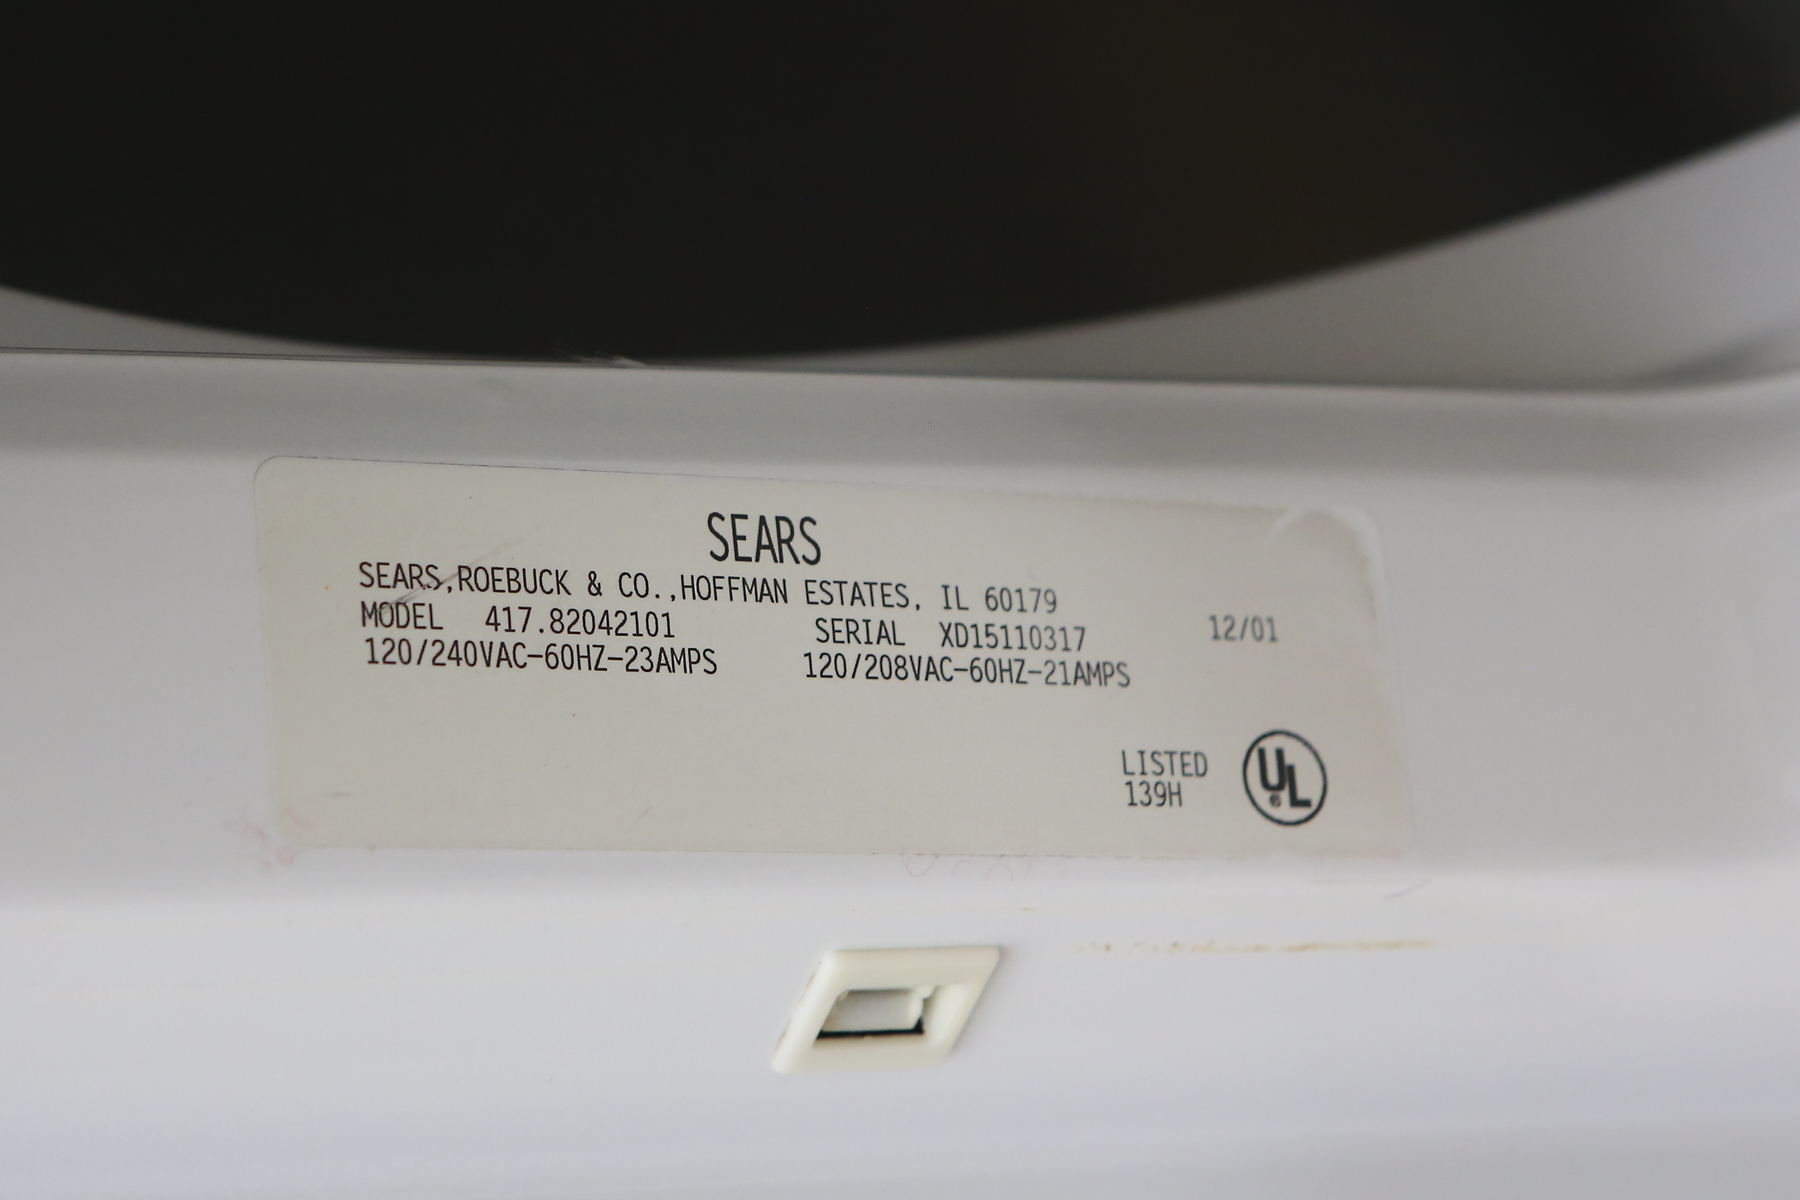 SEARS
SEARS,ROEBUCK & CO.,HOFFMAN ESTATES, IL 60179
MODEL 417.82042101 SERIAL XD15110317 12/01
120/240VAC-60HZ-23AMPS 120/208VAC-60HZ-21AMPS
LISTED
139H
UL